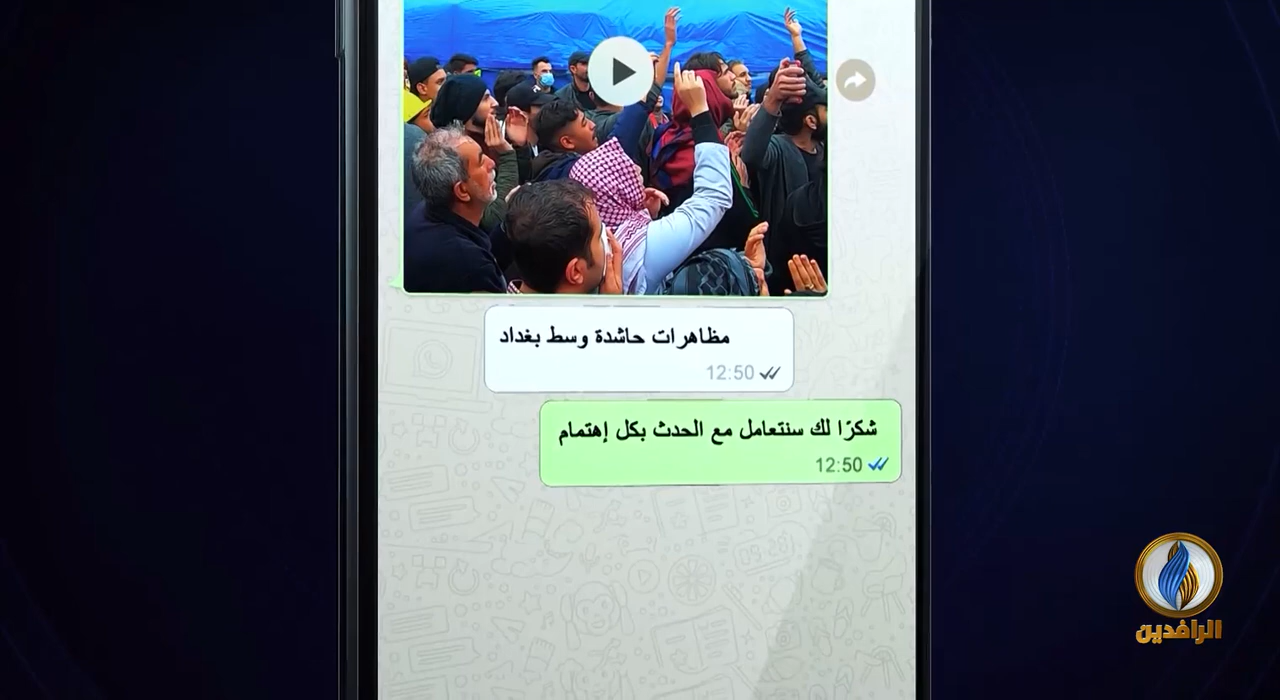 مظاهرات حاشدة وسط بغداد
12:50
شكرًا لك سنتعامل مع الحدث بكل إهتمام
12:50
الرافدين